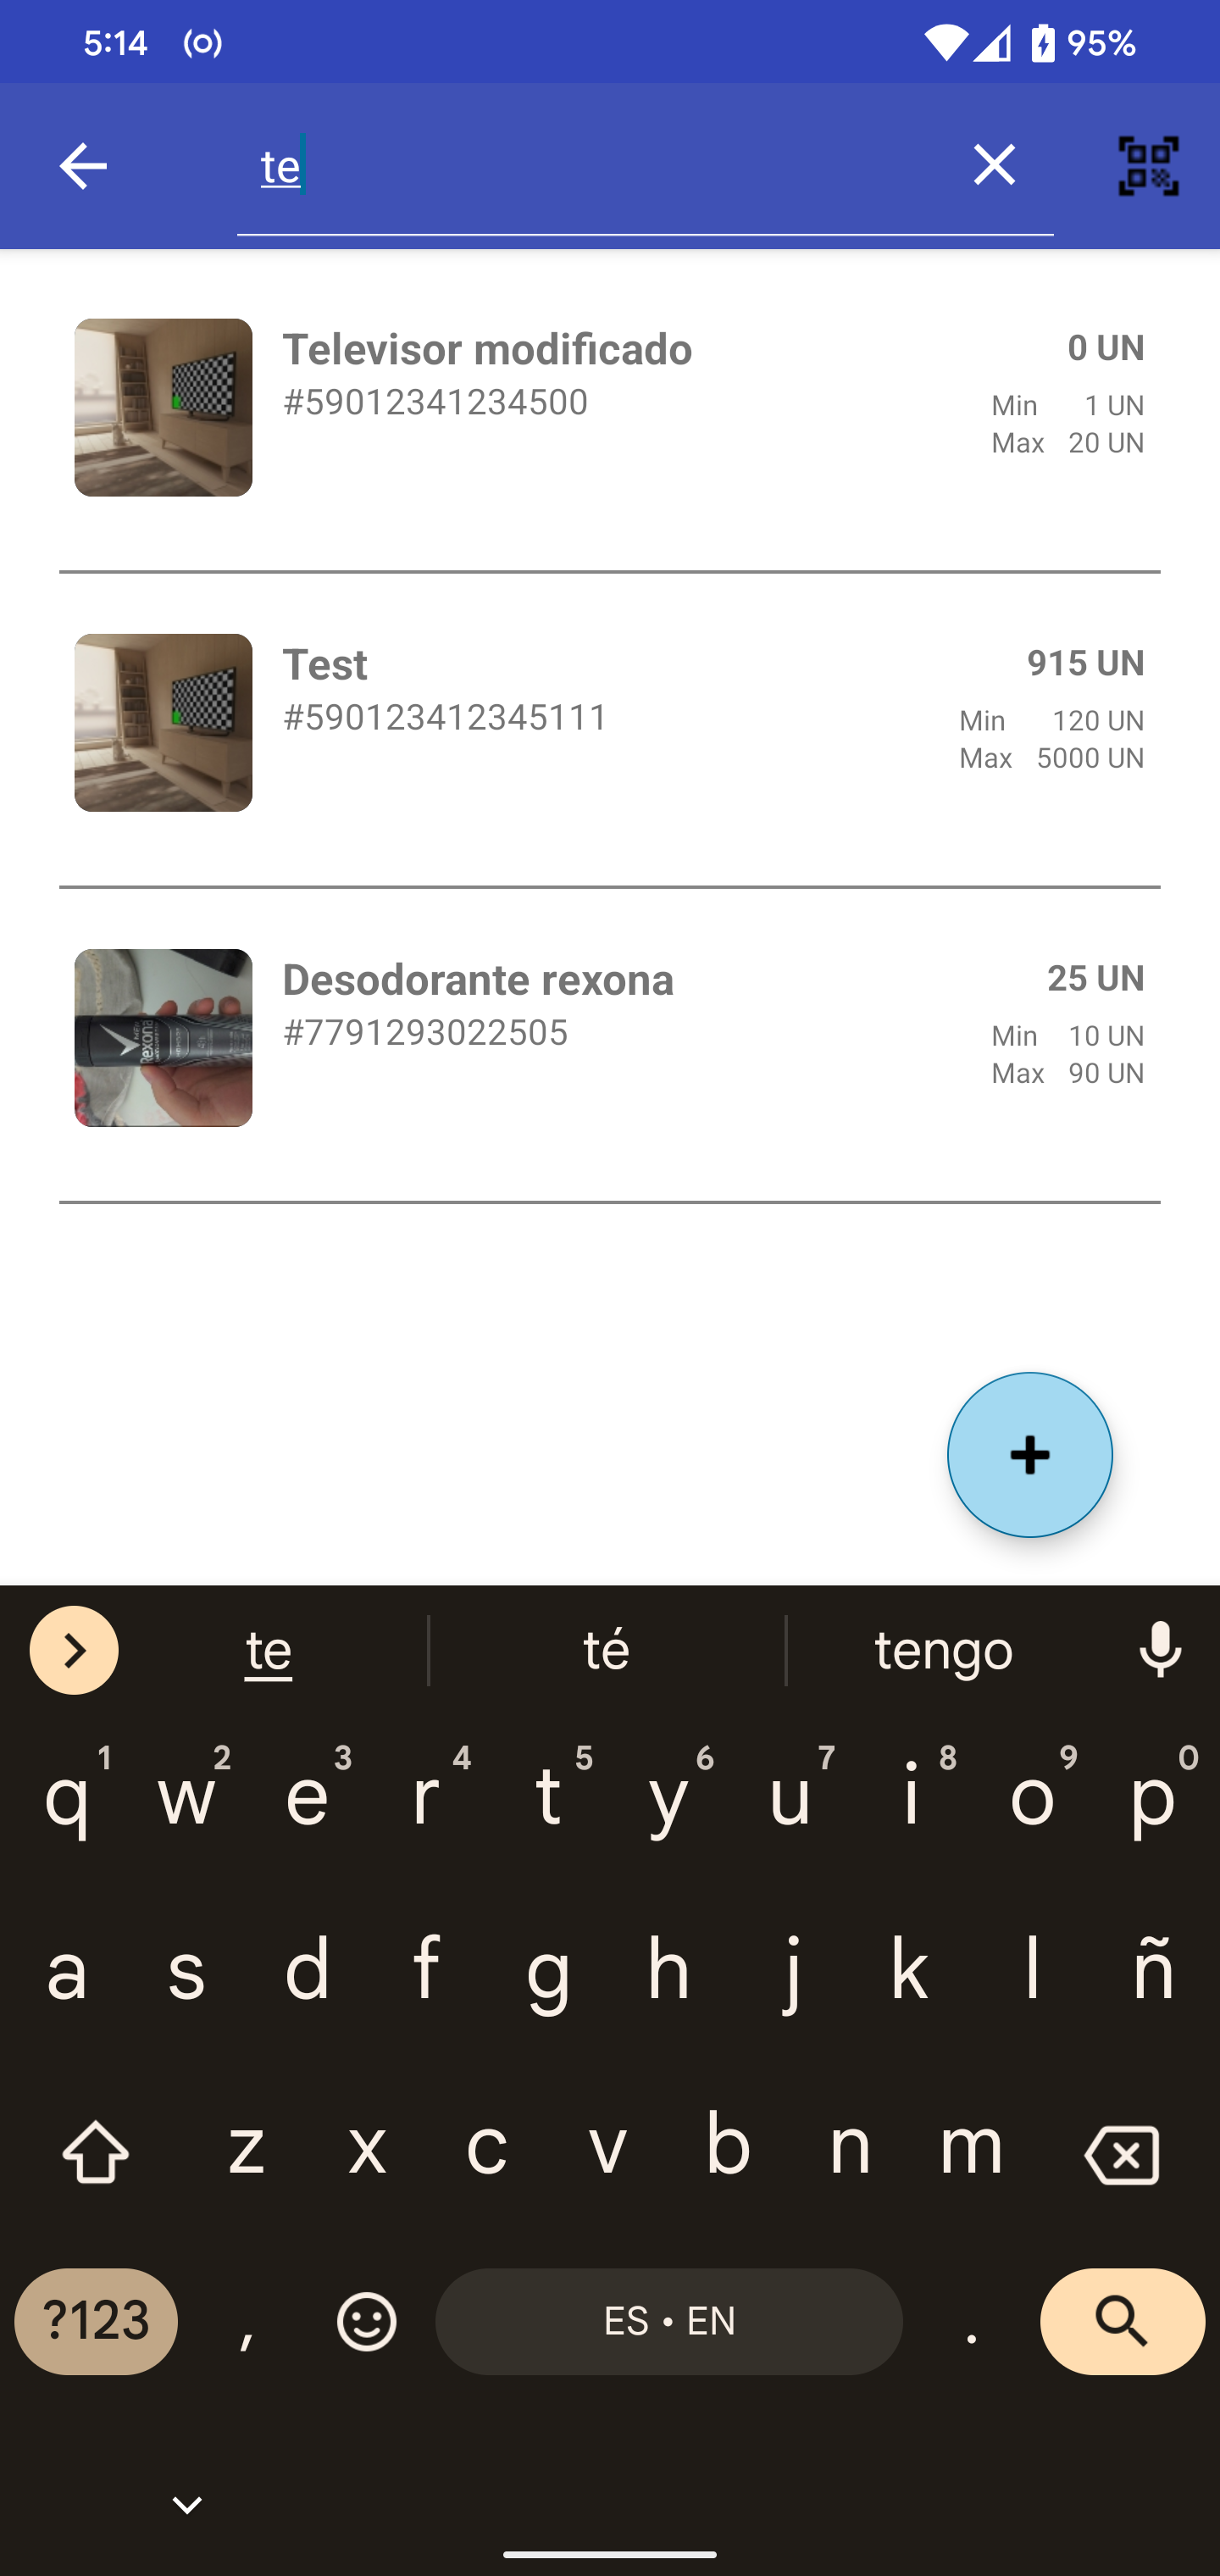 5:14 95%
te
Televisor modificado 0 UN
#59012341234500
Min 1 UN
Max 20 UN
Test 915 UN
#590123412345111
Min 120 UN
Max 5000 UN
Rexona
Desodorante rexona 25 UN
#7791293022505
Min 10 UN
Max 90 UN
te té tengo
1 2 3 4 5 6 7 8 9 0
q w e r t y u i o p
a s d f g h j k l ñ
z x c v b n m
?123 , ES • EN .